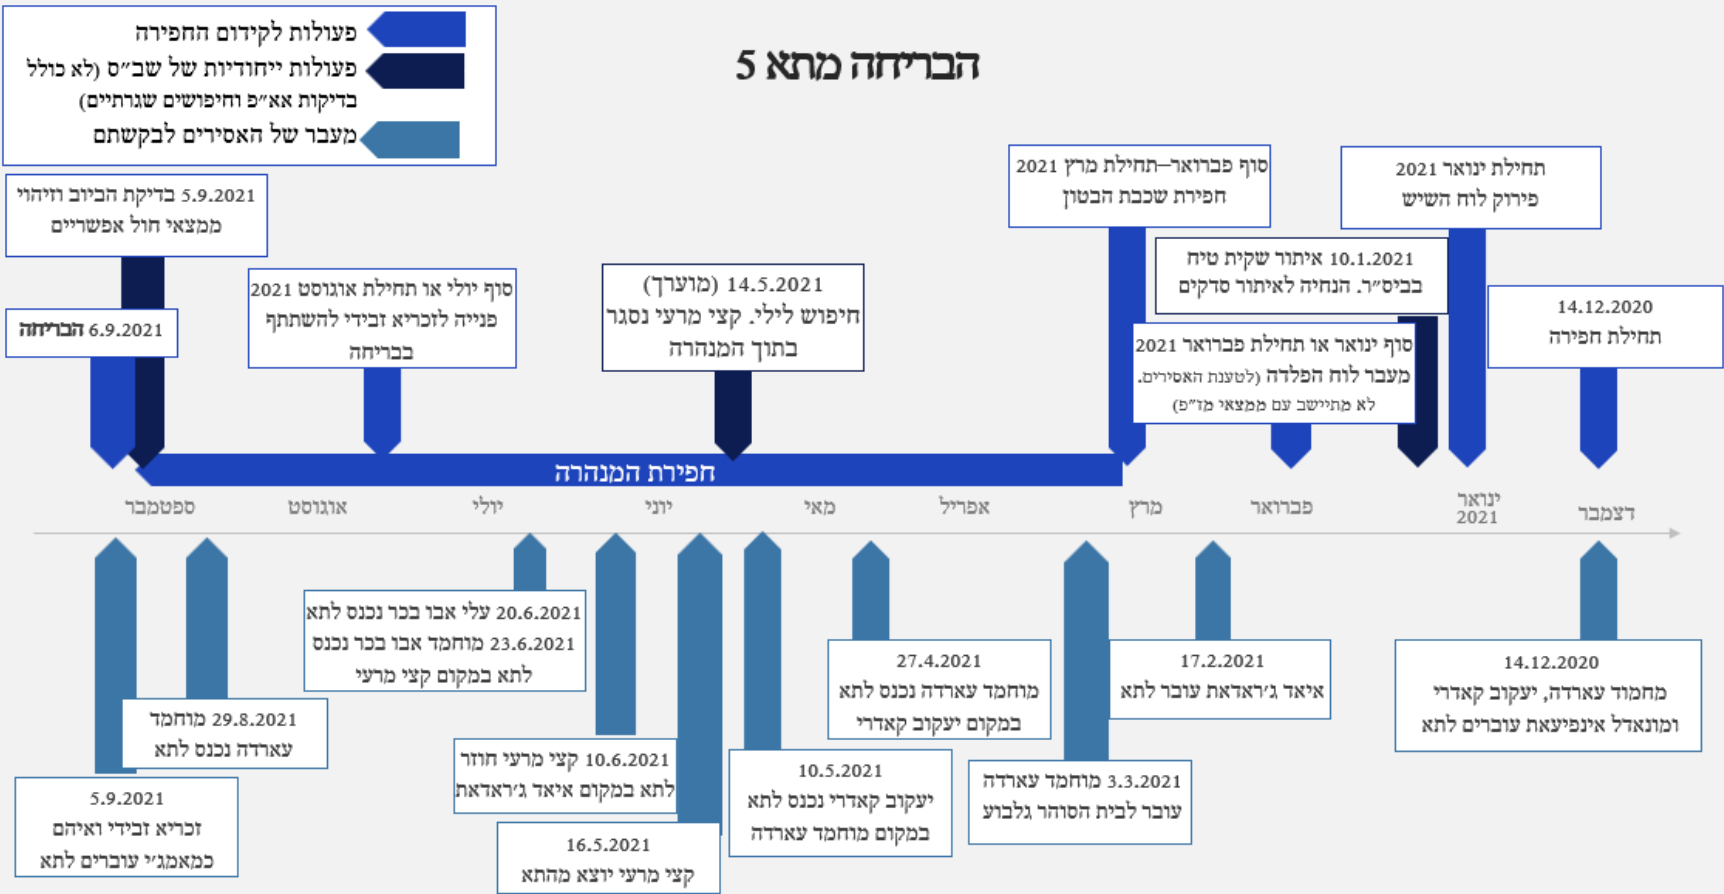 הבריחה מתא 5
פעולות לקידום החפירה
פעולות ייחודיות של שב״ס (לא כולל
בדיקות אא״פ וחיפושים שגרתיים)
מעבר של האסירים לבקשתם
14.12.2020
תחילת חפירה
תחילת ינואר 2021
פירוק לוח השיש
10.1.2021 איתור שקית טיח
בביס״ר. הנחיה לאיתור סדקים
סוף ינואר או תחילת פברואר 2021
מעבר לוח הפלדה (לטענת האסירים.
לא מתיישב עם ממצאי מז״פ)
סוף פברואר–תחילת מרץ 2021
חפירת שכבת הבטון
14.5.2021 (מוערך)
חיפוש לילי. קצי מרעי נסגר
בתוך המנהרה
סוף יולי או תחילת אוגוסט 2021
פנייה לזכריא זבידי להשתתף
בבריחה
5.9.2021 בדיקת הביוב וזיהוי
ממצאי חול אפשריים
6.9.2021 הבריחה
חפירת המנהרה
דצמבר
ינואר
2021
פברואר
מרץ
אפריל
מאי
יוני
יולי
אוגוסט
ספטמבר
14.12.2020
מחמוד עארדה, יעקוב קאדרי
ומונאדל אינפיעאת עוברים לתא
17.2.2021
איאד ג׳ראדאת עובר לתא
3.3.2021 מוחמד עארדה
עובר לבית הסוהר גלבוע
27.4.2021
מוחמד עארדה נכנס לתא
במקום יעקוב קאדרי
10.5.2021
יעקוב קאדרי נכנס לתא
במקום מוחמד עארדה
16.5.2021
קצי מרעי יוצא מהתא
10.6.2021 קצי מרעי חוזר
לתא במקום איאד ג׳ראדאת
20.6.2021 עלי אבו בכר נכנס לתא
23.6.2021 מוחמד אבו בכר נכנס
לתא במקום קצי מרעי
29.8.2021 מוחמד
עארדה נכנס לתא
5.9.2021
זכריא זבידי ואיהם
כמאמג׳י עוברים לתא